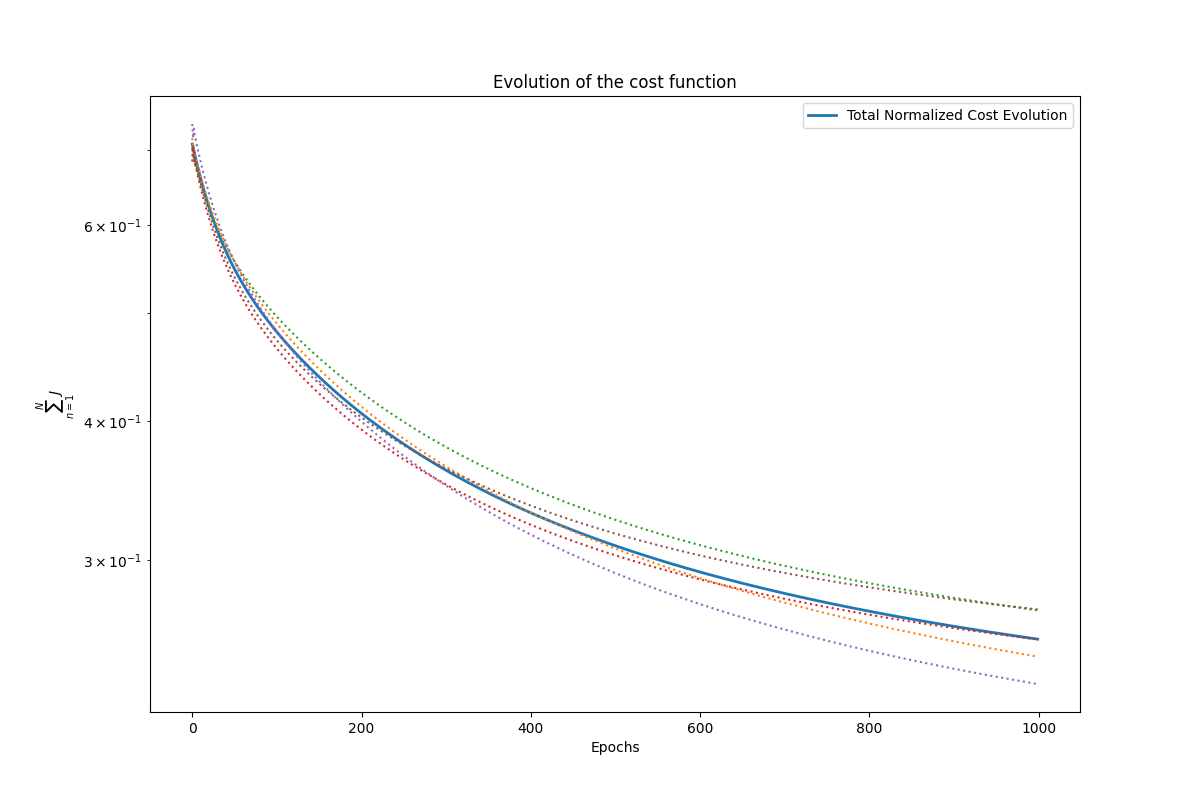 Evolution of the cost function
Total Normalized Cost Evolution
6 × 10⁻¹
4 × 10⁻¹
3 × 10⁻¹
N
∑ J
n=1
0 200 400 600 800 1000
Epochs